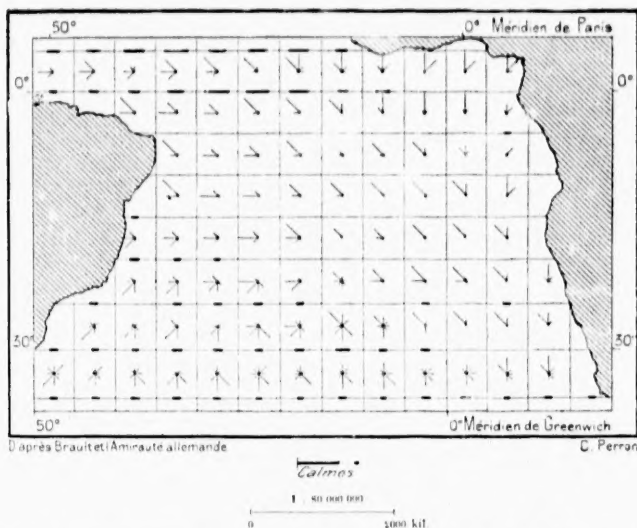 50° 0° Méridien de Paris
0° 0°
30° 30°
50° 0° Méridien de Greenwich
D'après Brault et l'Amirauté allemande C. Perron
Calmes
1 : 80 000 000
0 2000 kil.